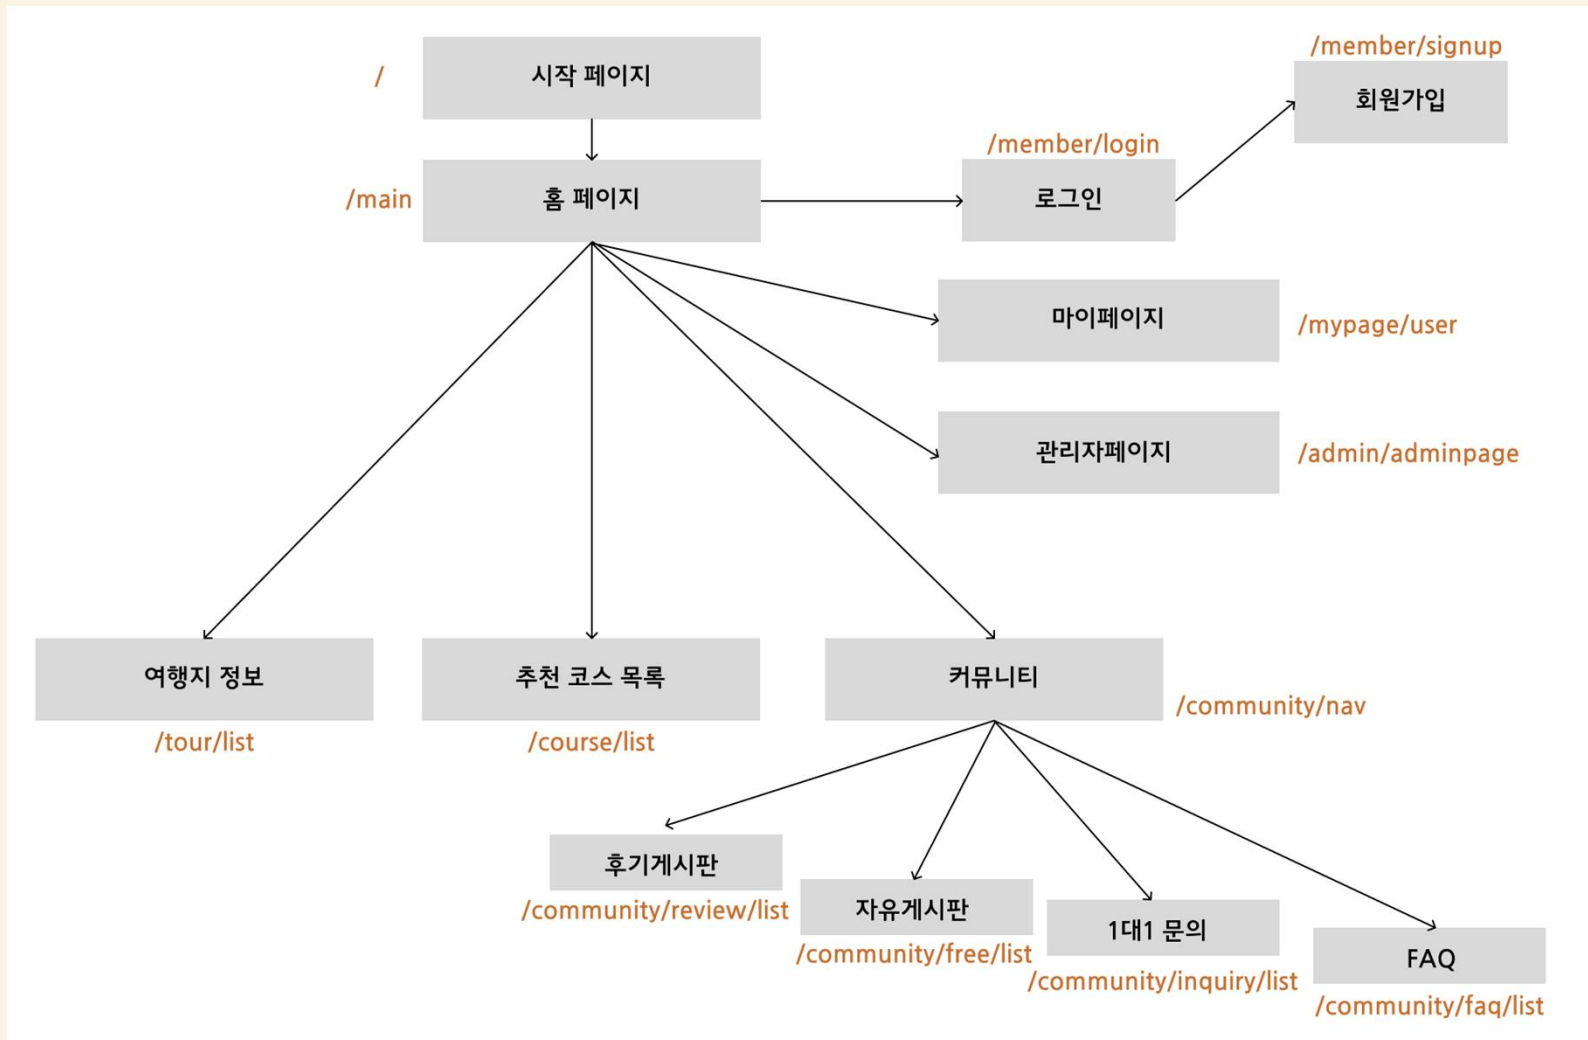 /member/signup
/
시작 페이지
회원가입
/member/login
/main
홈 페이지
로그인
마이페이지
/mypage/user
관리자페이지
/admin/adminpage
여행지 정보
추천 코스 목록
커뮤니티
/community/nav
/tour/list
/course/list
후기게시판
/community/review/list
자유게시판
/community/free/list
1대1 문의
/community/inquiry/list
FAQ
/community/faq/list